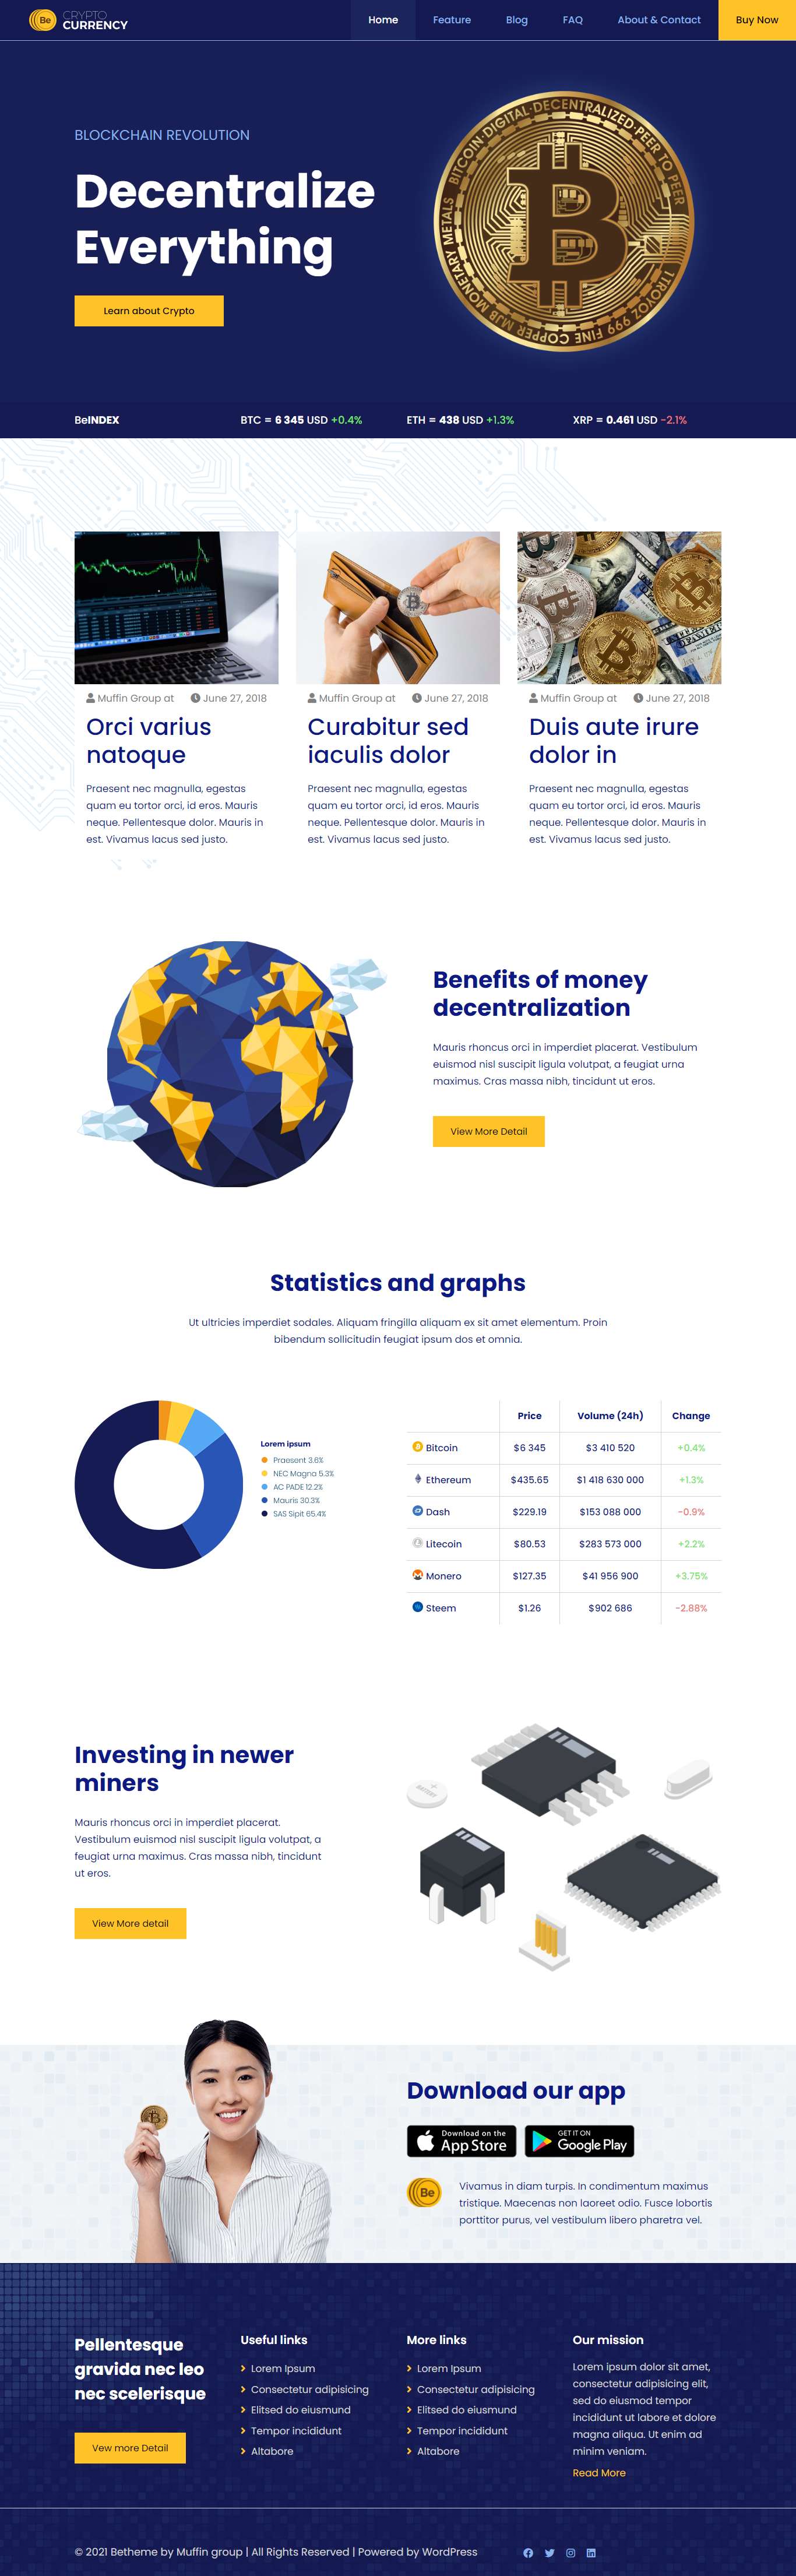 Be CRYPTO
CURRENCY
Home Feature Blog FAQ About & Contact Buy Now
BLOCKCHAIN REVOLUTION
Decentralize
Everything
Learn about Crypto
BITCOIN·DIGITAL·DECENTRALIZED·PEER TO PEER
1 TROY OZ 999 FINE COPPER MJB MONETARY METALS
BeINDEX BTC = 6 345 USD +0.4% ETH = 438 USD +1.3% XRP = 0.461 USD -2.1%
Muffin Group at June 27, 2018
Orci varius
natoque
Praesent nec magnulla, egestas
quam eu tortor orci, id eros. Mauris
neque. Pellentesque dolor. Mauris in
est. Vivamus lacus sed justo.
Muffin Group at June 27, 2018
Curabitur sed
iaculis dolor
Praesent nec magnulla, egestas
quam eu tortor orci, id eros. Mauris
neque. Pellentesque dolor. Mauris in
est. Vivamus lacus sed justo.
Muffin Group at June 27, 2018
Duis aute irure
dolor in
Praesent nec magnulla, egestas
quam eu tortor orci, id eros. Mauris
neque. Pellentesque dolor. Mauris in
est. Vivamus lacus sed justo.
Benefits of money
decentralization
Mauris rhoncus orci in imperdiet placerat. Vestibulum
euismod nisl suscipit ligula volutpat, a feugiat urna
maximus. Cras massa nibh, tincidunt ut eros.
View More Detail
Statistics and graphs
Ut ultricies imperdiet sodales. Aliquam fringilla aliquam ex sit amet elementum. Proin
bibendum sollicitudin feugiat ipsum dos et omnia.
Lorem ipsum
Praesent 3.6%
NEC Magna 5.3%
AC PADE 12.2%
Mauris 30.3%
SAS Sipit 65.4%
Price Volume (24h) Change
Bitcoin $6 345 $3 410 520 +0.4%
Ethereum $435.65 $1 418 630 000 +1.3%
Dash $229.19 $153 088 000 -0.9%
Litecoin $80.53 $283 573 000 +2.2%
Monero $127.35 $41 956 900 +3.75%
Steem $1.26 $902 686 -2.88%
Investing in newer
miners
Mauris rhoncus orci in imperdiet placerat.
Vestibulum euismod nisl suscipit ligula volutpat, a
feugiat urna maximus. Cras massa nibh, tincidunt
ut eros.
View More detail
BATTERY
Download our app
Download on the
App Store
GET IT ON
Google Play
Be
Vivamus in diam turpis. In condimentum maximus
tristique. Maecenas non laoreet odio. Fusce lobortis
porttitor purus, vel vestibulum libero pharetra vel.
Pellentesque
gravida nec leo
nec scelerisque
Vew more Detail
Useful links
Lorem Ipsum
Consectetur adipisicing
Elitsed do eiusmund
Tempor incididunt
Altabore
More links
Lorem Ipsum
Consectetur adipisicing
Elitsed do eiusmund
Tempor incididunt
Altabore
Our mission
Lorem ipsum dolor sit amet,
consectetur adipisicing elit,
sed do eiusmod tempor
incididunt ut labore et dolore
magna aliqua. Ut enim ad
minim veniam.
Read More
© 2021 Betheme by Muffin group | All Rights Reserved | Powered by WordPress